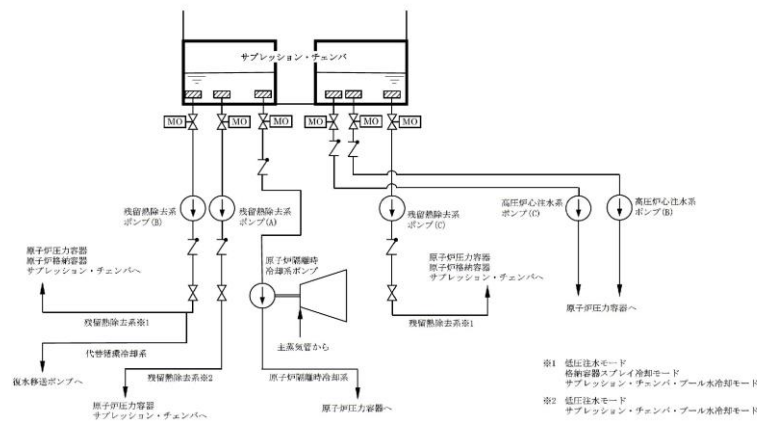 サプレッション・チェンバ
MO
MO
MO
MO
MO
MO
残留熱除去系
ポンプ(B)
残留熱除去系
ポンプ(A)
残留熱除去系
ポンプ(C)
高圧炉心注水系
ポンプ(C)
高圧炉心注水系
ポンプ(B)
原子炉圧力容器
原子炉格納容器
サプレッション・チェンバへ
原子炉隔離時
冷却系ポンプ
原子炉圧力容器
原子炉格納容器
サプレッション・チェンバへ
原子炉圧力容器へ
残留熱除去系※1
残留熱除去系※1
主蒸気管から
代替循環冷却系
復水移送ポンプへ
残留熱除去系※2
原子炉隔離時冷却系
原子炉圧力容器
サプレッション・チェンバへ
原子炉圧力容器へ
※1 低圧注水モード
格納容器スプレイ冷却モード
サプレッション・チェンバ・プール水冷却モード
※2 低圧注水モード
サプレッション・チェンバ・プール水冷却モード